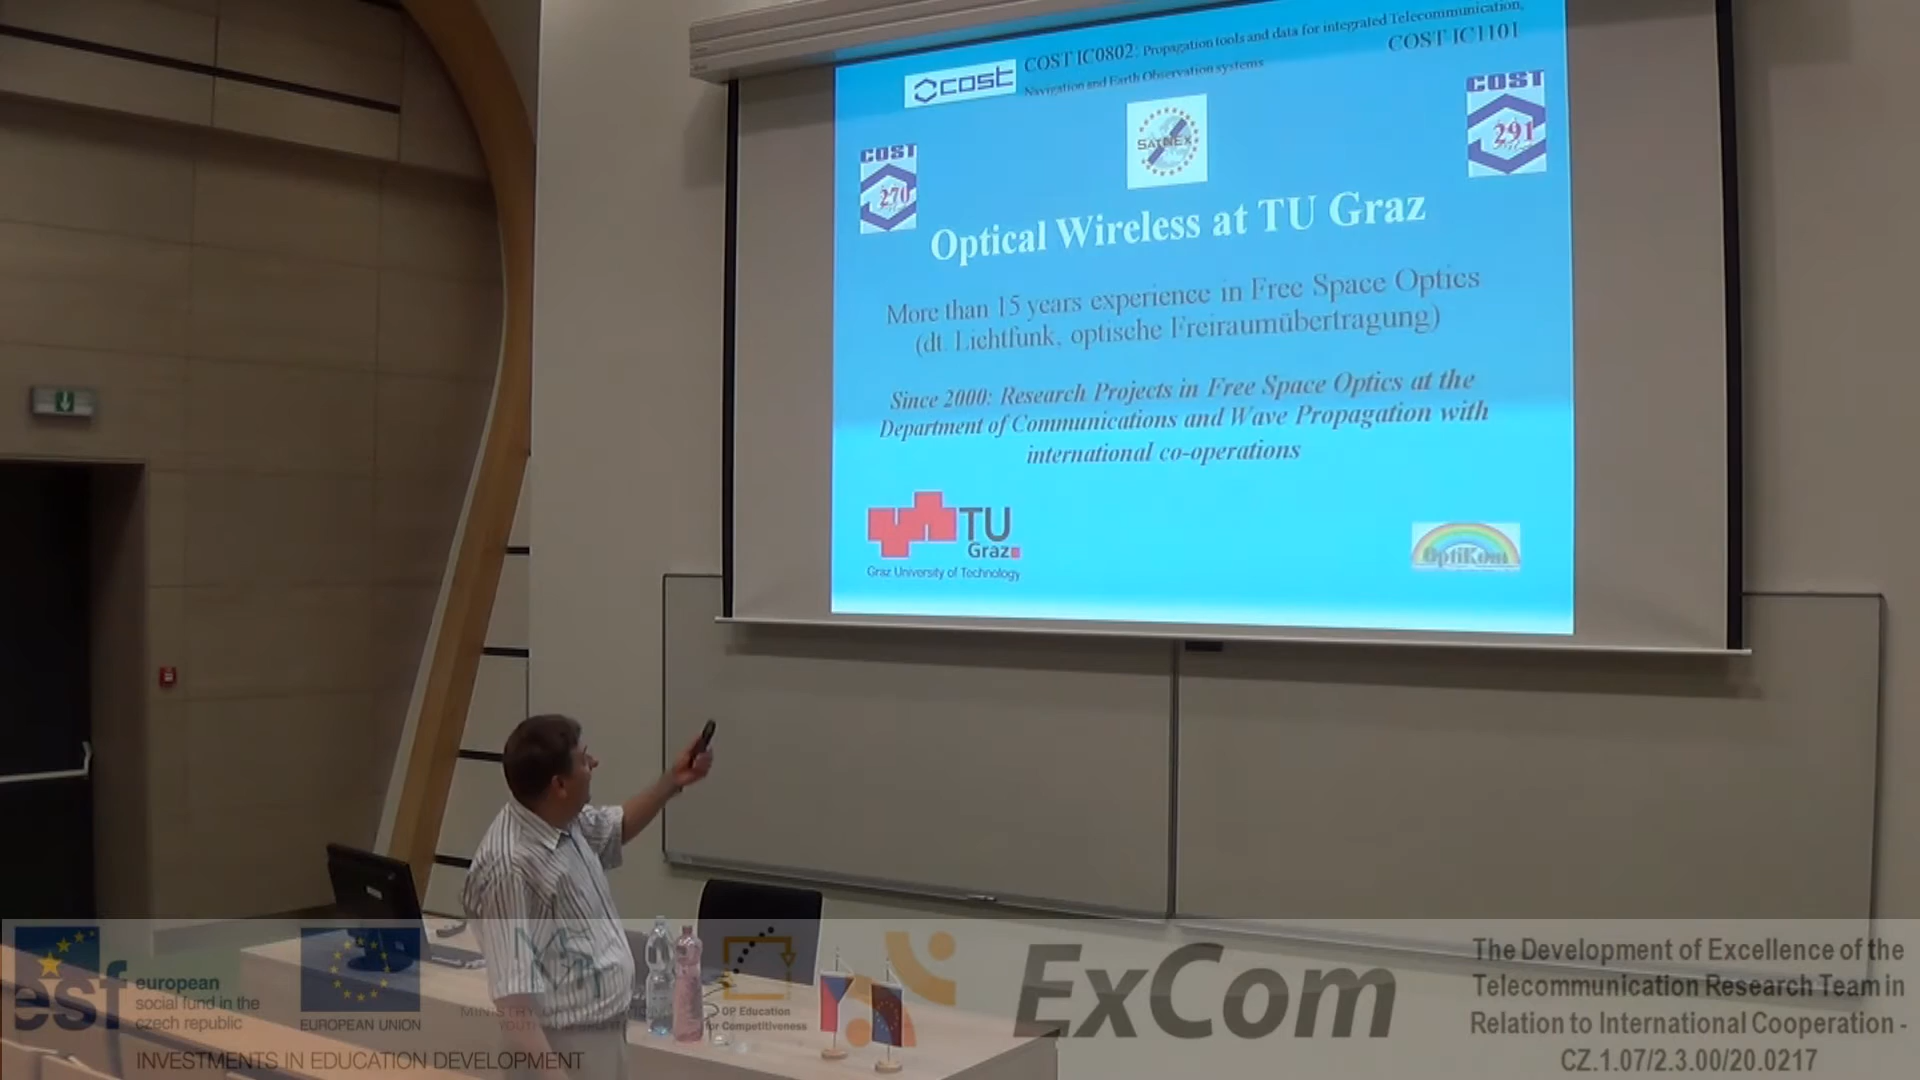 COST IC0802: Propagation tools and data for integrated Telecommunication,
Navigation and Earth Observation systems
COST IC1101
cost
COST
270
SatNEx
COST
291
Optical Wireless at TU Graz
More than 15 years experience in Free Space Optics
(dt. Lichtfunk, optische Freiraumübertragung)
Since 2000: Research Projects in Free Space Optics at the
Department of Communications and Wave Propagation with
international co-operations
TU
Graz
Graz University of Technology
OptiKom
esf
european
social fund in the
czech republic
EUROPEAN UNION
OP Education
for Competitiveness
INVESTMENTS IN EDUCATION DEVELOPMENT
ExCom
The Development of Excellence of the
Telecommunication Research Team in
Relation to International Cooperation -
CZ.1.07/2.3.00/20.0217